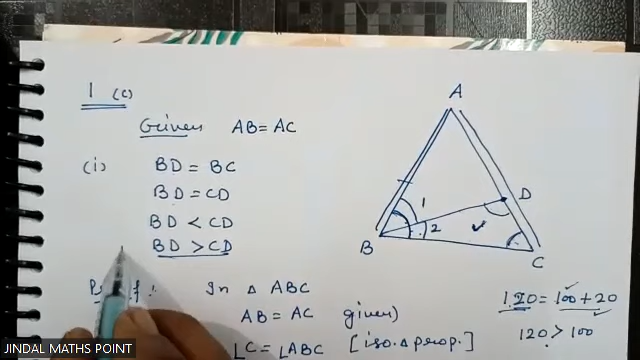 1 (c)
Given AB = AC
(i) BD = BC
BD = CD
BD < CD
BD > CD
In △ ABC
AB = AC given)
∠C = ∠ABC [iso. △ prop.]
A
B
C
D
1
2
120 = 100 + 20
120 > 100
JINDAL MATHS POINT